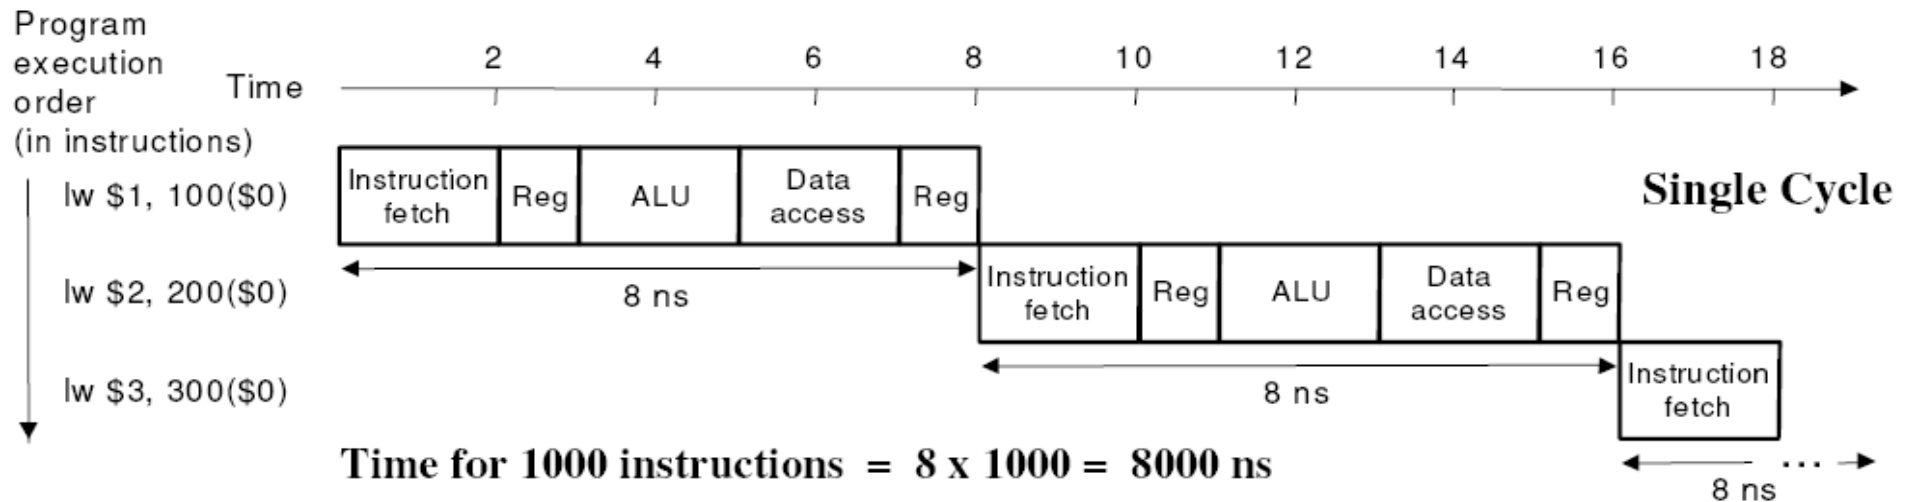 Program
execution
order
(in instructions)
Time
2 4 6 8 10 12 14 16 18
lw $1, 100($0)
Instruction
fetch
Reg
ALU
Data
access
Reg
Single Cycle
8 ns
lw $2, 200($0)
Instruction
fetch
Reg
ALU
Data
access
Reg
8 ns
lw $3, 300($0)
Instruction
fetch
...
8 ns
Time for 1000 instructions = 8 x 1000 = 8000 ns